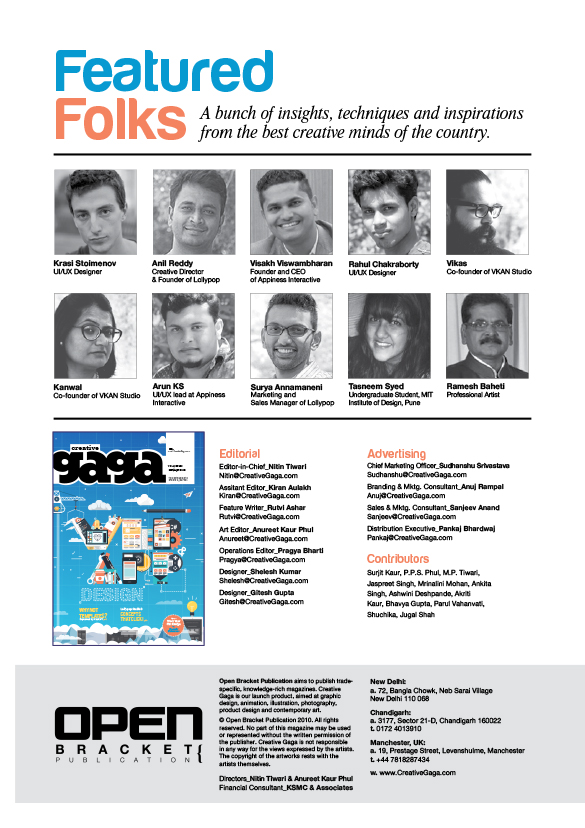 Featured
Folks
A bunch of insights, techniques and inspirations
from the best creative minds of the country.
Krasi Stoimenov
UI/UX Designer
Anil Reddy
Creative Director
& Founder of Lollypop
Visakh Viswambharan
Founder and CEO
of Appiness Interactive
Rahul Chakraborty
UI/UX Designer
Vikas
Co-founder of VKAN Studio
Kanwal
Co-founder of VKAN Studio
Arun KS
UI/UX lead at Appiness
Interactive
Surya Annamaneni
Marketing and
Sales Manager of Lollypop
Tasneem Syed
Undergraduate Student, MIT
Institute of Design, Pune
Ramesh Baheti
Professional Artist
creative
gaga
DESIGN
Editorial
Editor-in-Chief_Nitin Tiwari
Nitin@CreativeGaga.com
Assitant Editor_Kiran Aulakh
Kiran@CreativeGaga.com
Feature Writer_Rutvi Ashar
Rutvi@CreativeGaga.com
Art Editor_Anureet Kaur Phul
Anureet@CreativeGaga.com
Operations Editor_Pragya Bharti
Pragya@CreativeGaga.com
Designer_Shelesh Kumar
Shelesh@CreativeGaga.com
Designer_Gitesh Gupta
Gitesh@CreativeGaga.com
Advertising
Chief Marketing Officer_Sudhanshu Srivastava
Sudhanshu@CreativeGaga.com
Branding & Mktg. Consultant_Anuj Rampal
Anuj@CreativeGaga.com
Sales & Mktg. Consultant_Sanjeev Anand
Sanjeev@CreativeGaga.com
Distribution Executive_Pankaj Bhardwaj
Pankaj@CreativeGaga.com
Contributors
Surjit Kaur, P.P.S. Phul, M.P. Tiwari,
Jaspreet Singh, Mrinalini Mohan, Ankita
Singh, Ashwini Deshpande, Akriti
Kaur, Bhavya Gupta, Parul Vahanvati,
Shuchika, Jugal Shah
OPEN
BRACKET{
PUBLICATION
Open Bracket Publication aims to publish trade-
specific, knowledge-rich magazines. Creative
Gaga is our launch product, aimed at graphic
design, animation, illustration, photography,
product design and contemporary art.
© Open Bracket Publication 2010. All rights
reserved. No part of this magazine may be used
or represented without the written permission of
the publisher. Creative Gaga is not responsible
in any way for the views expressed by the artists.
The copyright of the artworks rests with the
artists themselves.
Directors_Nitin Tiwari & Anureet Kaur Phul
Financial Consultant_KSMC & Associates
New Delhi:
a. 72, Bangla Chowk, Neb Sarai Village
New Delhi 110 068
Chandigarh:
a. 3177, Sector 21-D, Chandigarh 160022
t. 0172 4013910
Manchester, UK:
a. 19, Prestage Street, Levenshulme, Manchester
t. +44 7818287434
w. www.CreativeGaga.com